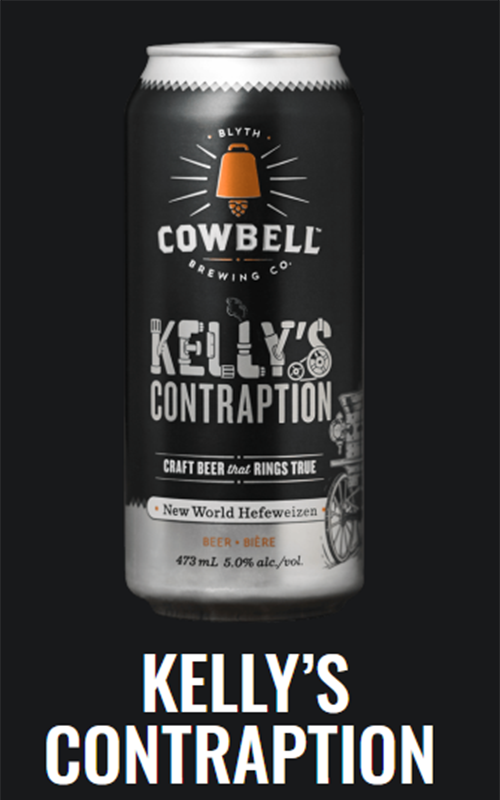 • BLYTH •
COWBELL™
BREWING CO.
KELLY'S
CONTRAPTION
CRAFT BEER that RINGS TRUE
• New World Hefeweizen •
BEER • BIÈRE
473 mL 5.0% alc./vol.
KELLY'S
CONTRAPTION